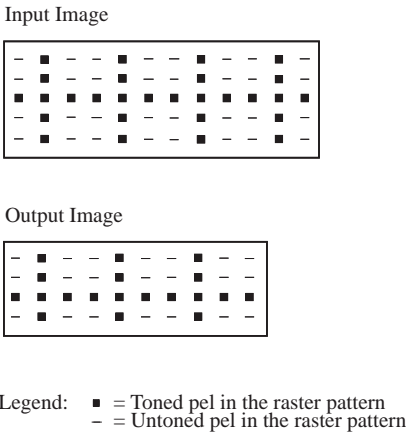 Input Image
Output Image
Legend: ■ = Toned pel in the raster pattern
– = Untoned pel in the raster pattern